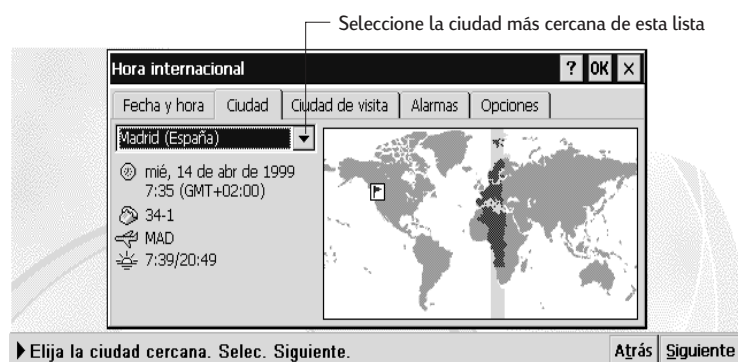 Seleccione la ciudad más cercana de esta lista
Hora internacional ? OK ×
Fecha y hora Ciudad Ciudad de visita Alarmas Opciones
Madrid (España)
mié, 14 de abr de 1999
7:35 (GMT+02:00)
34-1
MAD
7:39/20:49
Elija la ciudad cercana. Selec. Siguiente. Atrás Siguiente